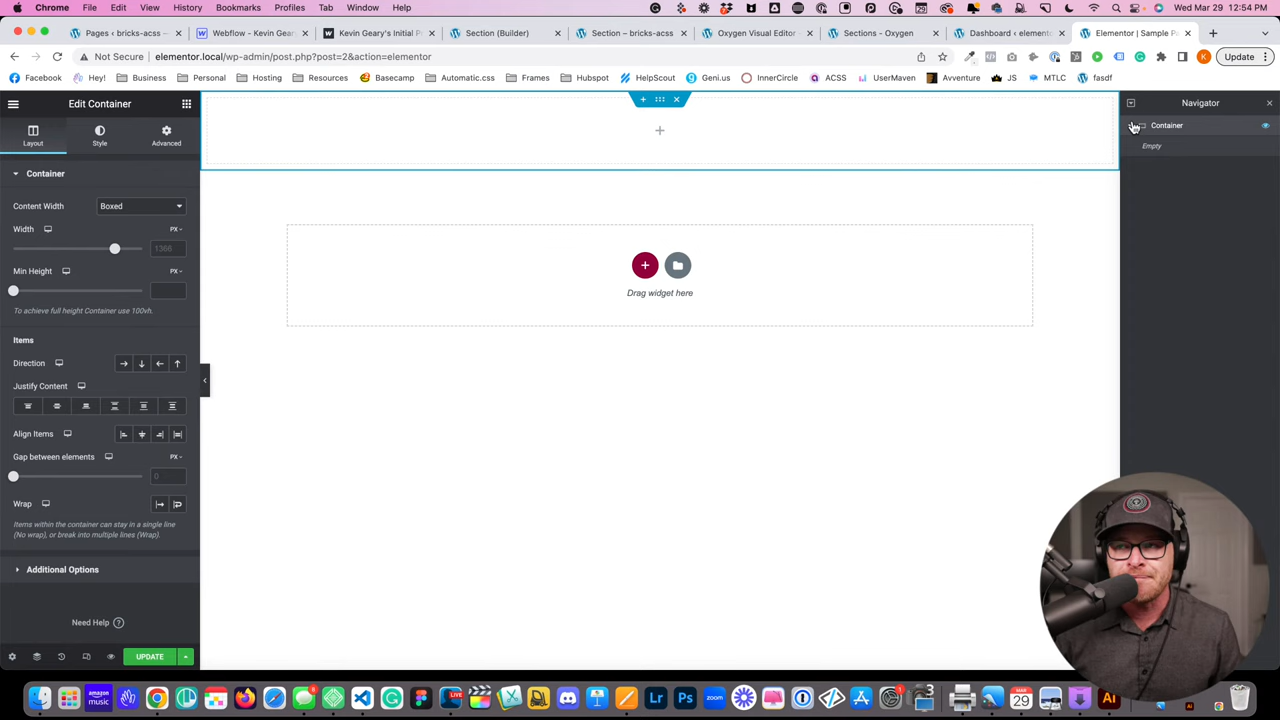 Chrome File Edit View History Bookmarks Profiles Tab Window Help Wed Mar 29 12:54 PM
Pages ‹ bricks-acss — Webflow - Kevin Gear Kevin Geary's Initial P Section (Builder) Section – bricks-acss Oxygen Visual Editor - Sections - Oxygen Dashboard ‹ elemento Elementor | Sample Pa
Not Secure elementor.local/wp-admin/post.php?post=2&action=elementor K Update
Facebook Hey! Business Personal Hosting Resources Basecamp Automatic.css Frames Hubspot HelpScout Geni.us InnerCircle ACSS UserMaven Avventure JS MTLC fasdf
Edit Container
Navigator
Container
Empty
Layout Style Advanced
Container
Content Width Boxed
Width PX
1366
Min Height PX
To achieve full height Container use 100vh.
Items
Direction
Justify Content
Align Items
Gap between elements PX
0
Wrap
Items within the container can stay in a single line
(No wrap), or break into multiple lines (Wrap).
Additional Options
Need Help
UPDATE
Drag widget here